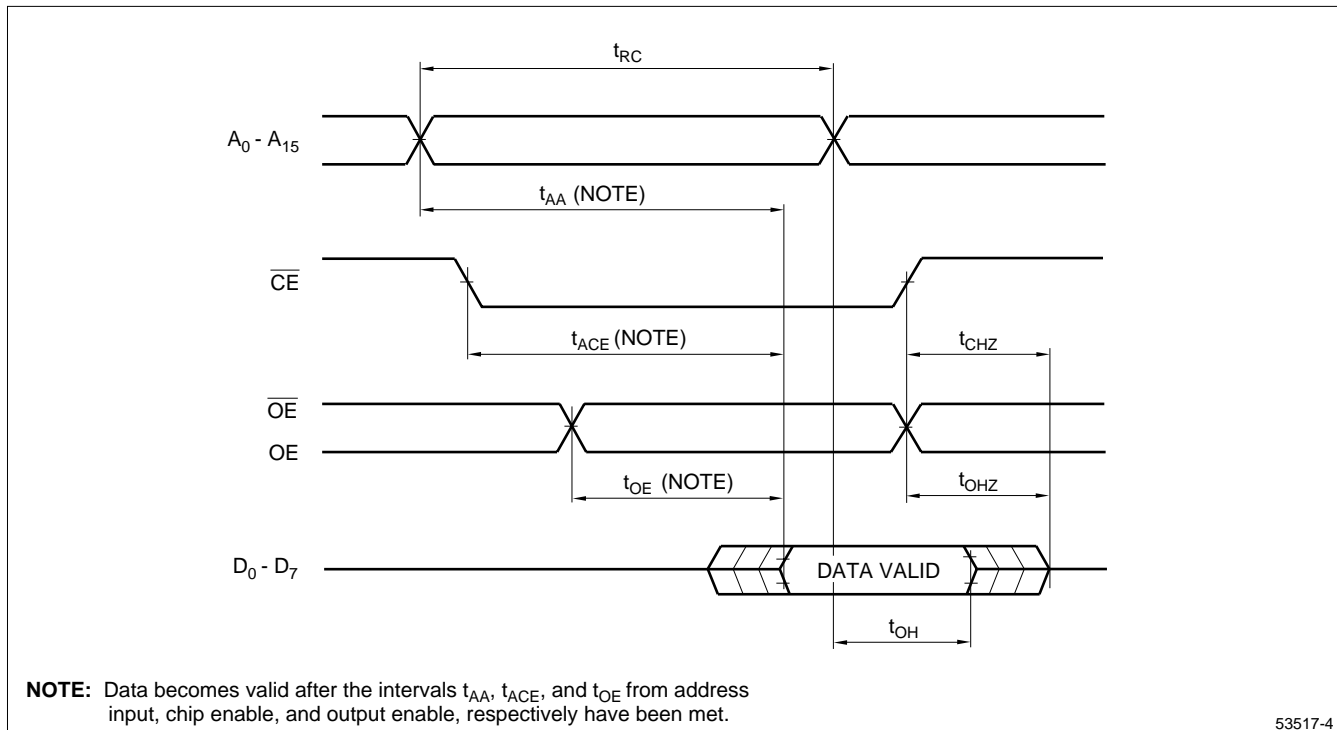 tRC
A0 - A15
tAA (NOTE)
CE
tACE (NOTE)
tCHZ
OE
OE
tOE (NOTE)
tOHZ
D0 - D7
DATA VALID
tOH
NOTE: Data becomes valid after the intervals tAA, tACE, and tOE from address
input, chip enable, and output enable, respectively have been met.
53517-4